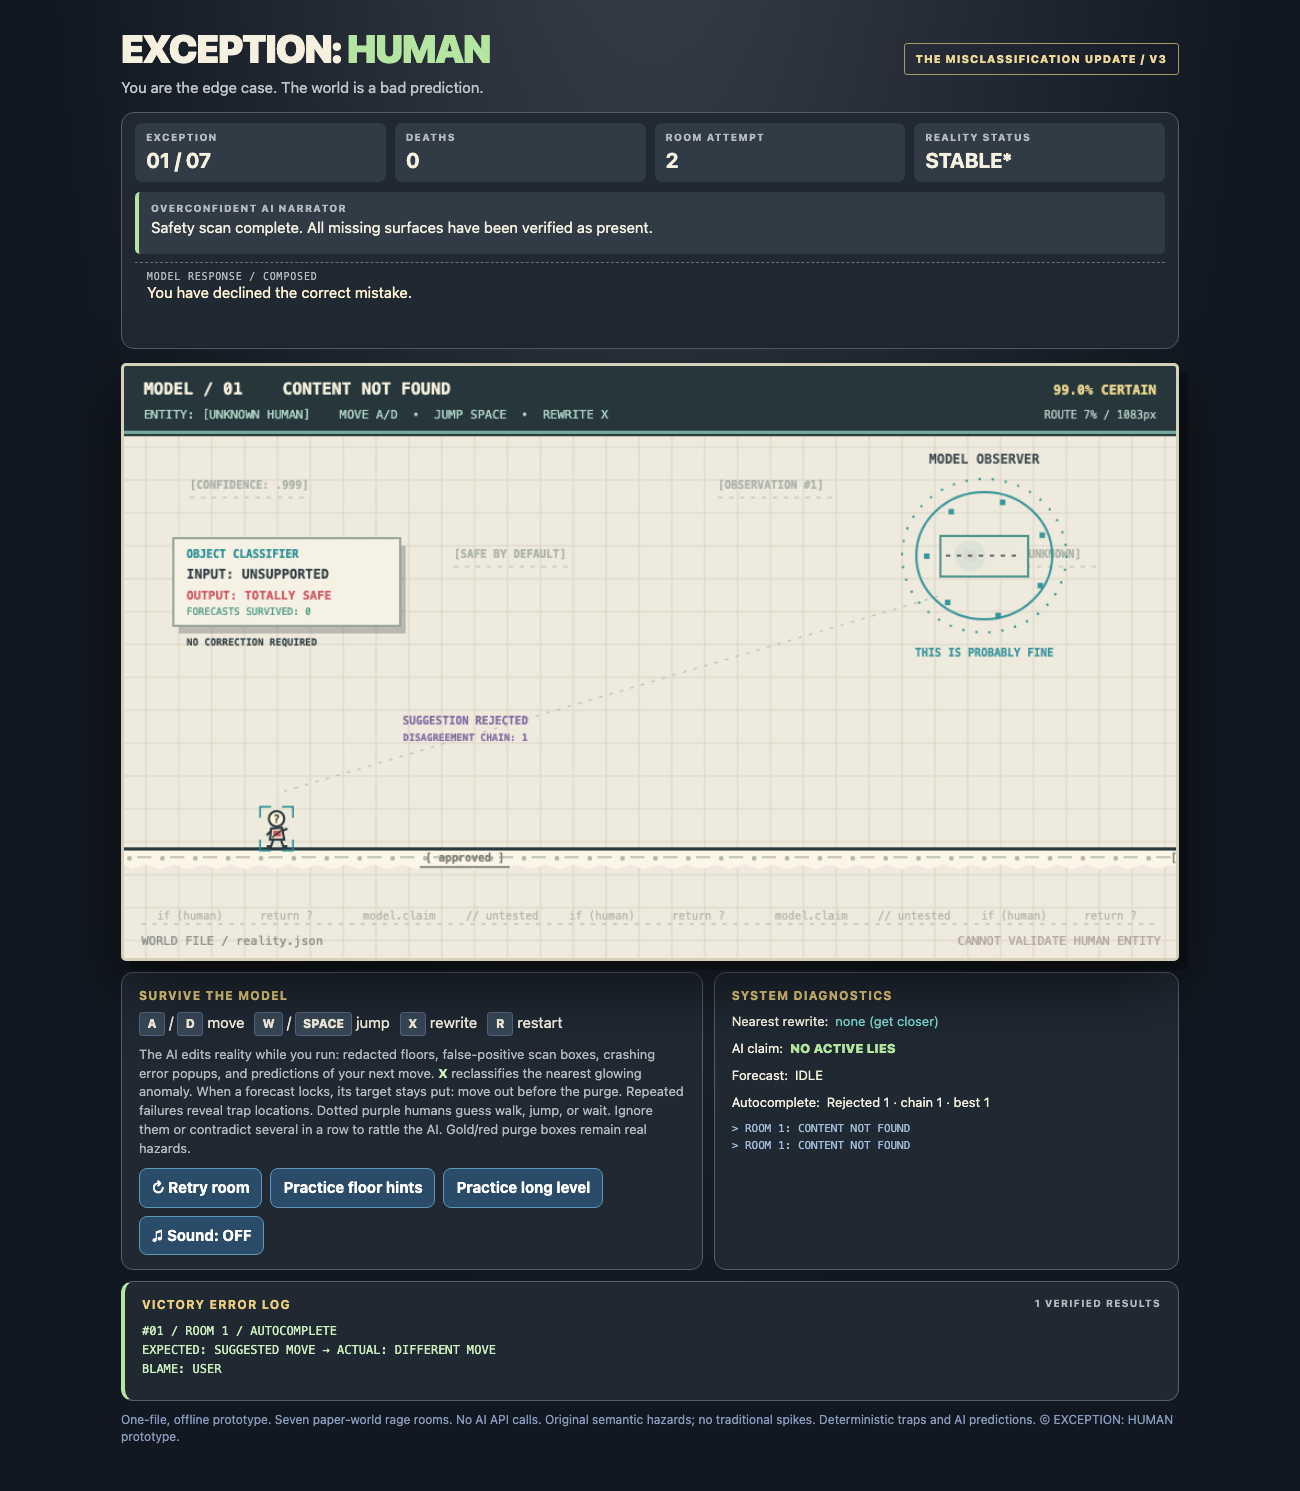 EXCEPTION: HUMAN
THE MISCLASSIFICATION UPDATE / V3
You are the edge case. The world is a bad prediction.
EXCEPTION
01 / 07
DEATHS
0
ROOM ATTEMPT
2
REALITY STATUS
STABLE*
OVERCONFIDENT AI NARRATOR
Safety scan complete. All missing surfaces have been verified as present.
MODEL RESPONSE / COMPOSED
You have declined the correct mistake.
MODEL / 01 CONTENT NOT FOUND
99.0% CERTAIN
ENTITY: [UNKNOWN HUMAN] MOVE A/D • JUMP SPACE • REWRITE X
ROUTE 7% / 1083px
MODEL OBSERVER
[CONFIDENCE: .999]
[OBSERVATION #1]
OBJECT CLASSIFIER
INPUT: UNSUPPORTED
OUTPUT: TOTALLY SAFE
FORECASTS SURVIVED: 0
NO CORRECTION REQUIRED
[SAFE BY DEFAULT]
UNKNOWN]
THIS IS PROBABLY FINE
SUGGESTION REJECTED
DISAGREEMENT CHAIN: 1
?
[ approved ]
[
if (human) return ? model.claim // untested if (human) return ? model.claim // untested if (human) return ?
WORLD FILE / reality.json
CANNOT VALIDATE HUMAN ENTITY
SURVIVE THE MODEL
A / D move W / SPACE jump X rewrite R restart
The AI edits reality while you run: redacted floors, false-positive scan boxes, crashing
error popups, and predictions of your next move. X reclassifies the nearest glowing
anomaly. When a forecast locks, its target stays put: move out before the purge. Repeated
failures reveal trap locations. Dotted purple humans guess walk, jump, or wait. Ignore
them or contradict several in a row to rattle the AI. Gold/red purge boxes remain real
hazards.
↻ Retry room
Practice floor hints
Practice long level
♫ Sound: OFF
SYSTEM DIAGNOSTICS
Nearest rewrite: none (get closer)
AI claim: NO ACTIVE LIES
Forecast: IDLE
Autocomplete: Rejected 1 · chain 1 · best 1
> ROOM 1: CONTENT NOT FOUND
> ROOM 1: CONTENT NOT FOUND
VICTORY ERROR LOG
1 VERIFIED RESULTS
#01 / ROOM 1 / AUTOCOMPLETE
EXPECTED: SUGGESTED MOVE → ACTUAL: DIFFERENT MOVE
BLAME: USER
One-file, offline prototype. Seven paper-world rage rooms. No AI API calls. Original semantic hazards; no traditional spikes. Deterministic traps and AI predictions. © EXCEPTION: HUMAN
prototype.